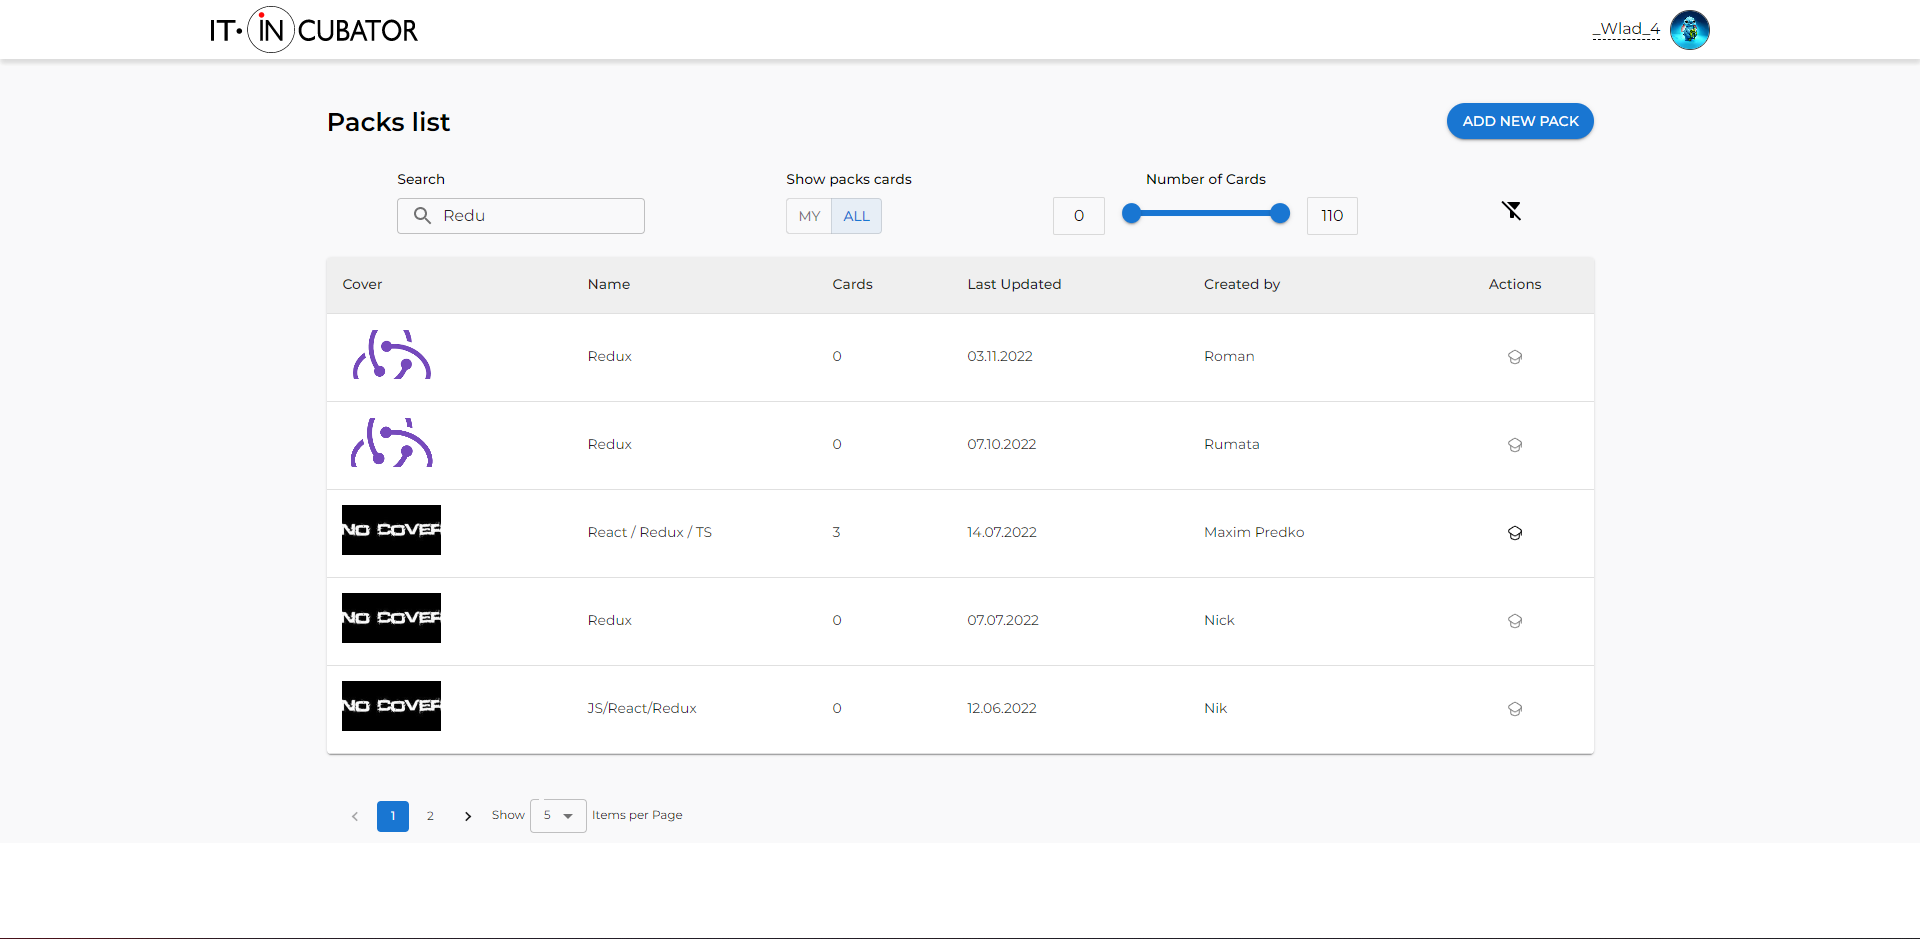 IT·INCUBATOR
_Wlad_4
Packs list
ADD NEW PACK
Search
Show packs cards
Number of Cards
Redu
MY
ALL
0
110
Cover Name Cards Last Updated Created by Actions
Redux 0 03.11.2022 Roman
Redux 0 07.10.2022 Rumata
NO COVER React / Redux / TS 3 14.07.2022 Maxim Predko
NO COVER Redux 0 07.07.2022 Nick
NO COVER JS/React/Redux 0 12.06.2022 Nik
1 2 Show 5 Items per Page